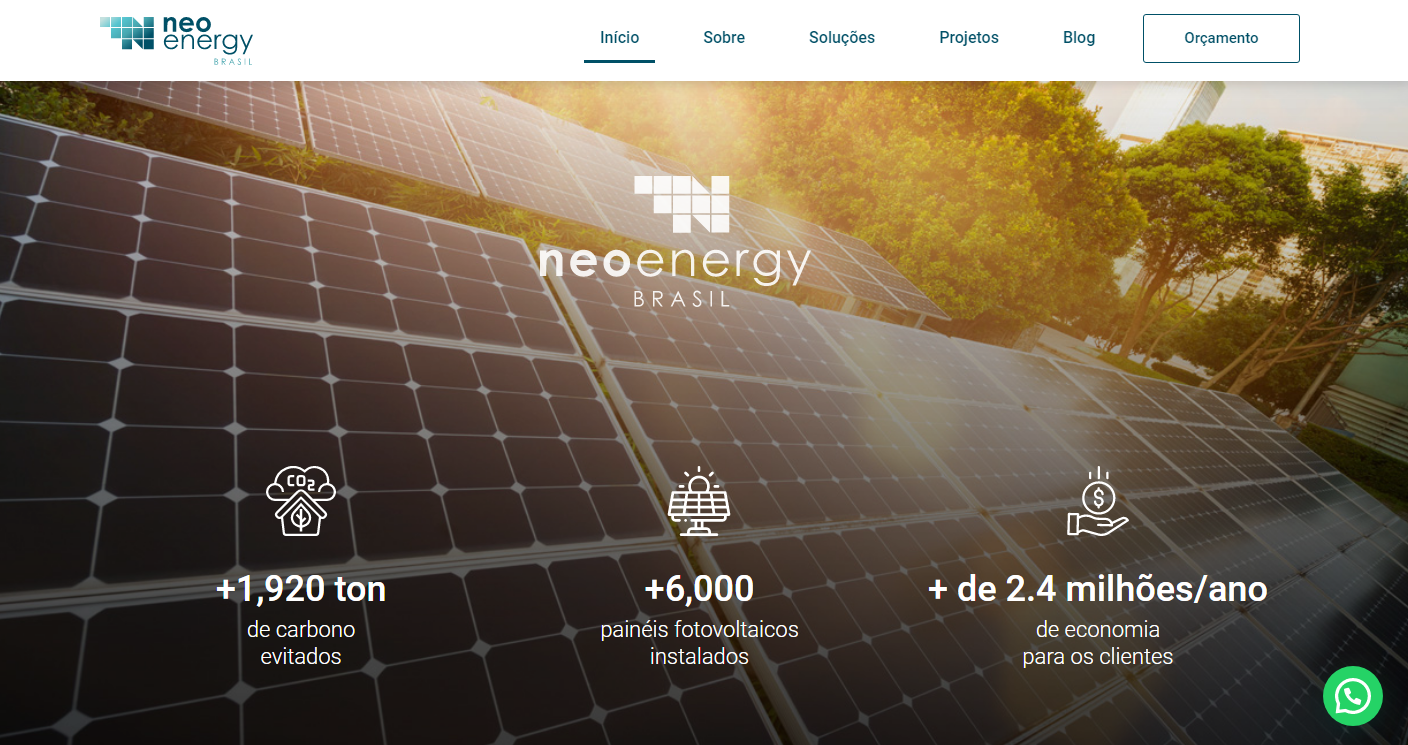 neo
energy
BRASIL
Início
Sobre
Soluções
Projetos
Blog
Orçamento
neoenergy
BRASIL
CO2
$
+1,920 ton
de carbono
evitados
+6,000
painéis fotovoltaicos
instalados
+ de 2.4 milhões/ano
de economia
para os clientes